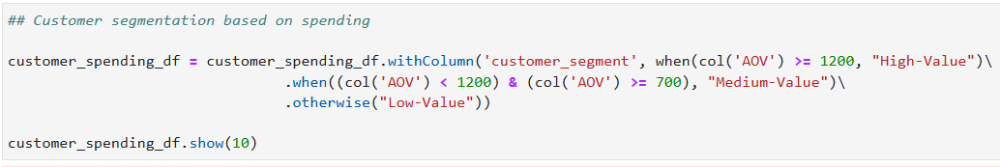 ## Customer segmentation based on spending
customer_spending_df = customer_spending_df.withColumn('customer_segment', when(col('AOV') >= 1200, "High-Value")\
.when((col('AOV') < 1200) & (col('AOV') >= 700), "Medium-Value")\
.otherwise("Low-Value"))
customer_spending_df.show(10)